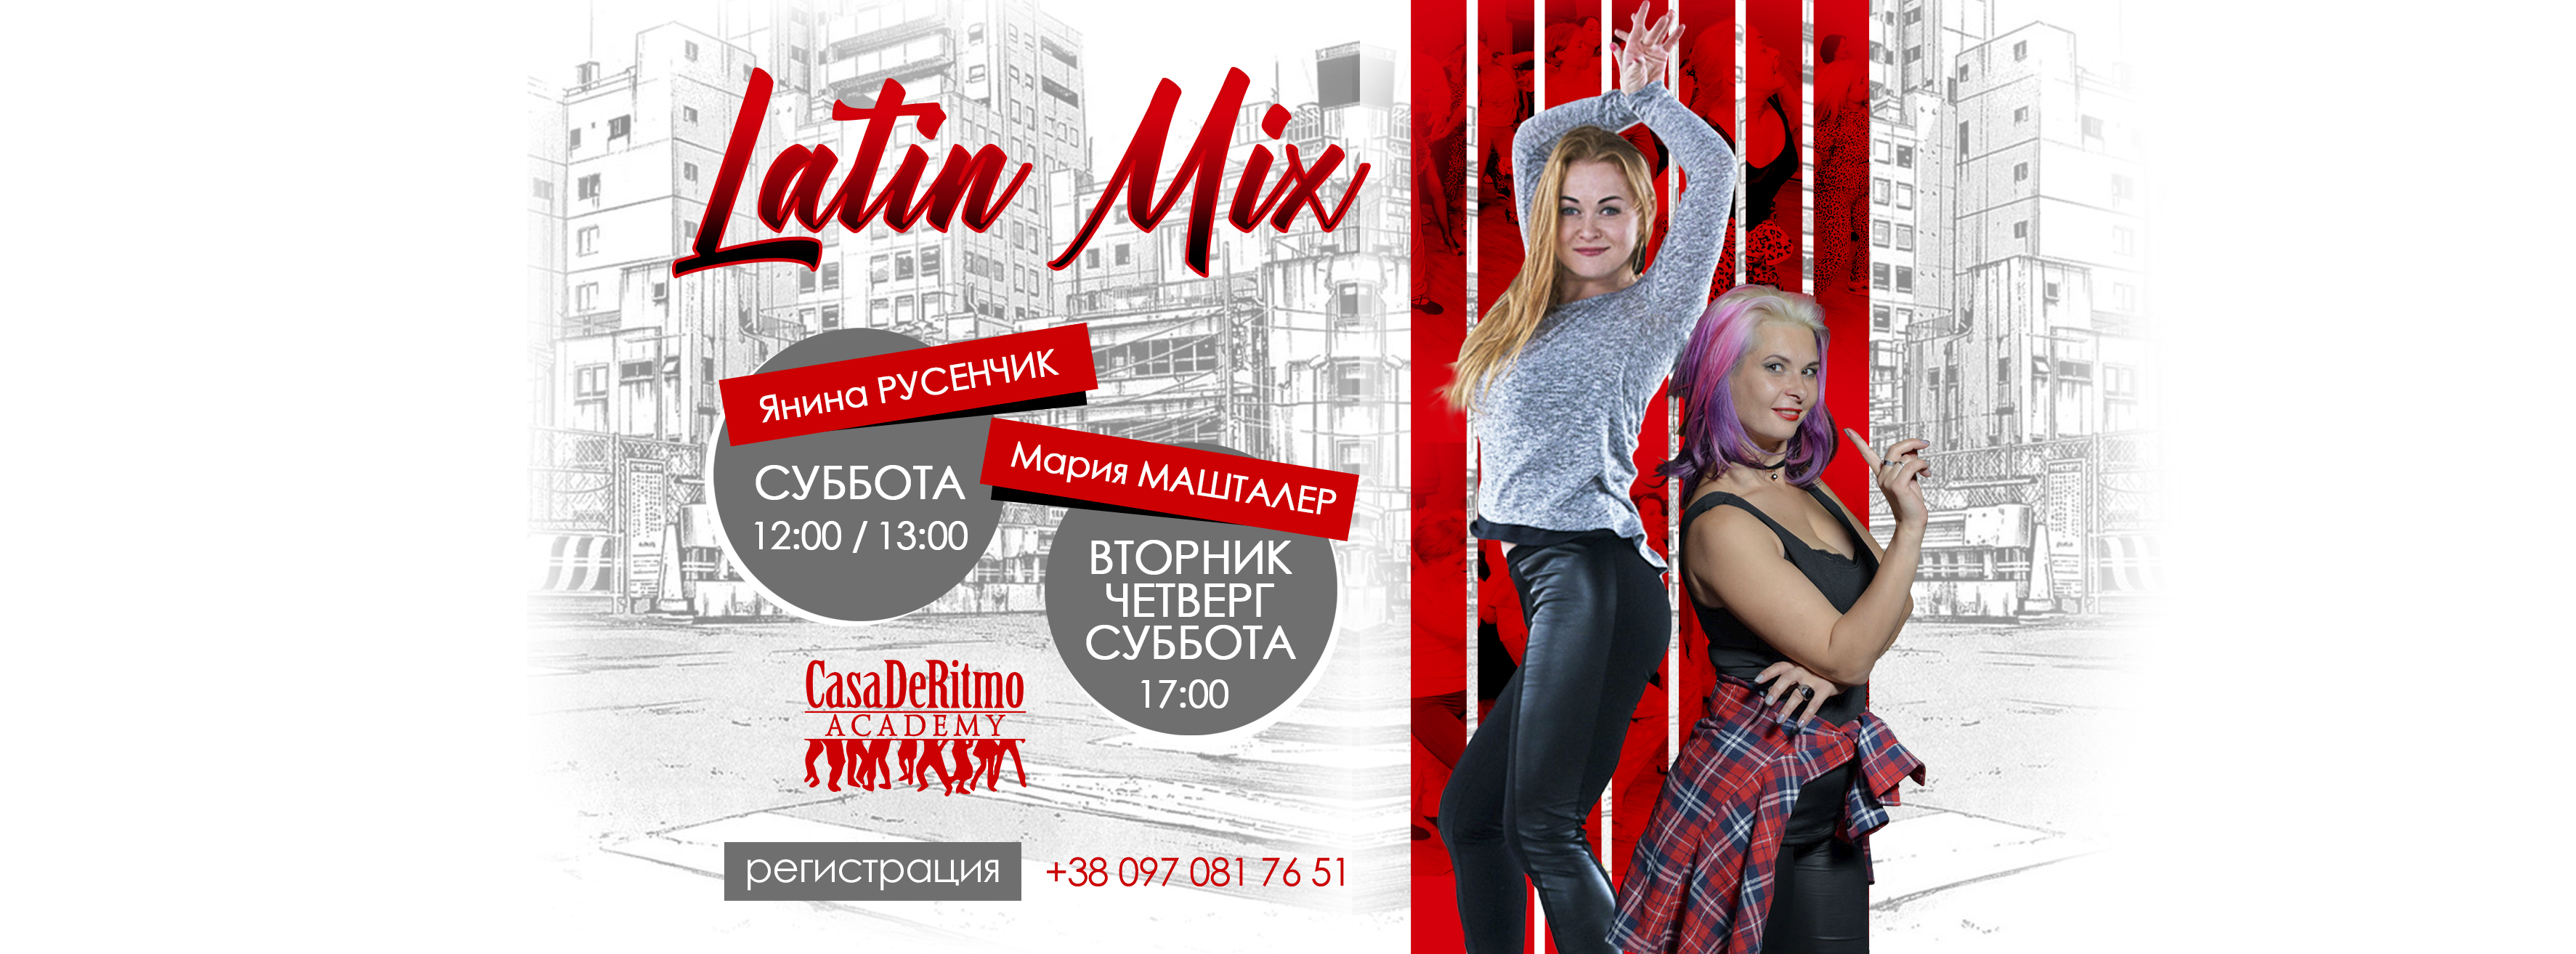 Latin Mix
Янина РУСЕНЧИК
СУББОТА
12:00 / 13:00
Мария МАШТАЛЕР
ВТОРНИК
ЧЕТВЕРГ
СУББОТА
17:00
CasaDeRitmo
ACADEMY
регистрация +38 097 081 76 51